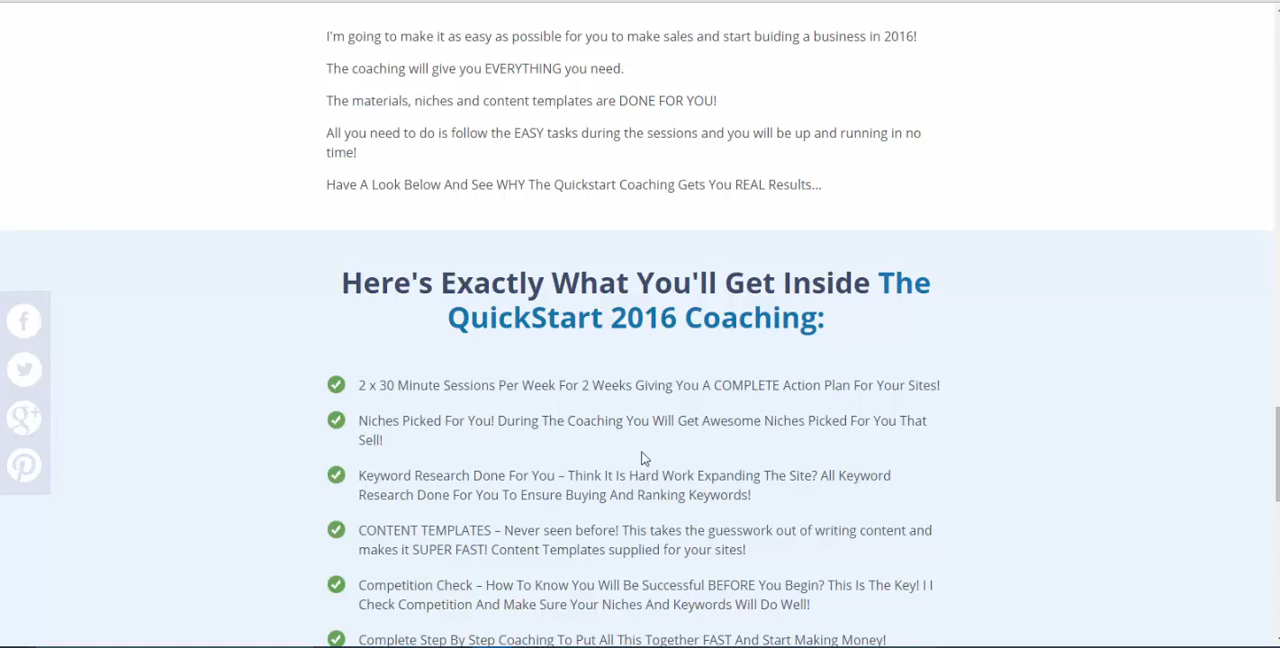 I'm going to make it as easy as possible for you to make sales and start buiding a business in 2016!
The coaching will give you EVERYTHING you need.
The materials, niches and content templates are DONE FOR YOU!
All you need to do is follow the EASY tasks during the sessions and you will be up and running in no
time!
Have A Look Below And See WHY The Quickstart Coaching Gets You REAL Results...
Here's Exactly What You'll Get Inside The
QuickStart 2016 Coaching:
2 x 30 Minute Sessions Per Week For 2 Weeks Giving You A COMPLETE Action Plan For Your Sites!
Niches Picked For You! During The Coaching You Will Get Awesome Niches Picked For You That
Sell!
Keyword Research Done For You – Think It Is Hard Work Expanding The Site? All Keyword
Research Done For You To Ensure Buying And Ranking Keywords!
CONTENT TEMPLATES – Never seen before! This takes the guesswork out of writing content and
makes it SUPER FAST! Content Templates supplied for your sites!
Competition Check – How To Know You Will Be Successful BEFORE You Begin? This Is The Key! I I
Check Competition And Make Sure Your Niches And Keywords Will Do Well!
Complete Step By Step Coaching To Put All This Together FAST And Start Making Money!